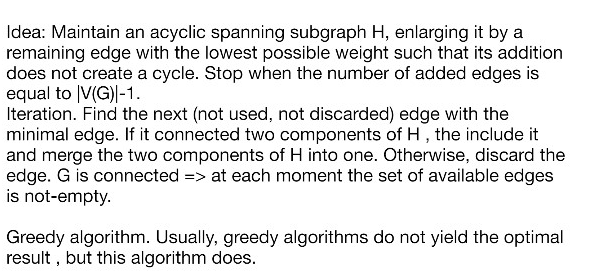 Idea: Maintain an acyclic spanning subgraph H, enlarging it by a
remaining edge with the lowest possible weight such that its addition
does not create a cycle. Stop when the number of added edges is
equal to |V(G)|-1.
Iteration. Find the next (not used, not discarded) edge with the
minimal edge. If it connected two components of H , the include it
and merge the two components of H into one. Otherwise, discard the
edge. G is connected => at each moment the set of available edges
is not-empty.
Greedy algorithm. Usually, greedy algorithms do not yield the optimal
result , but this algorithm does.